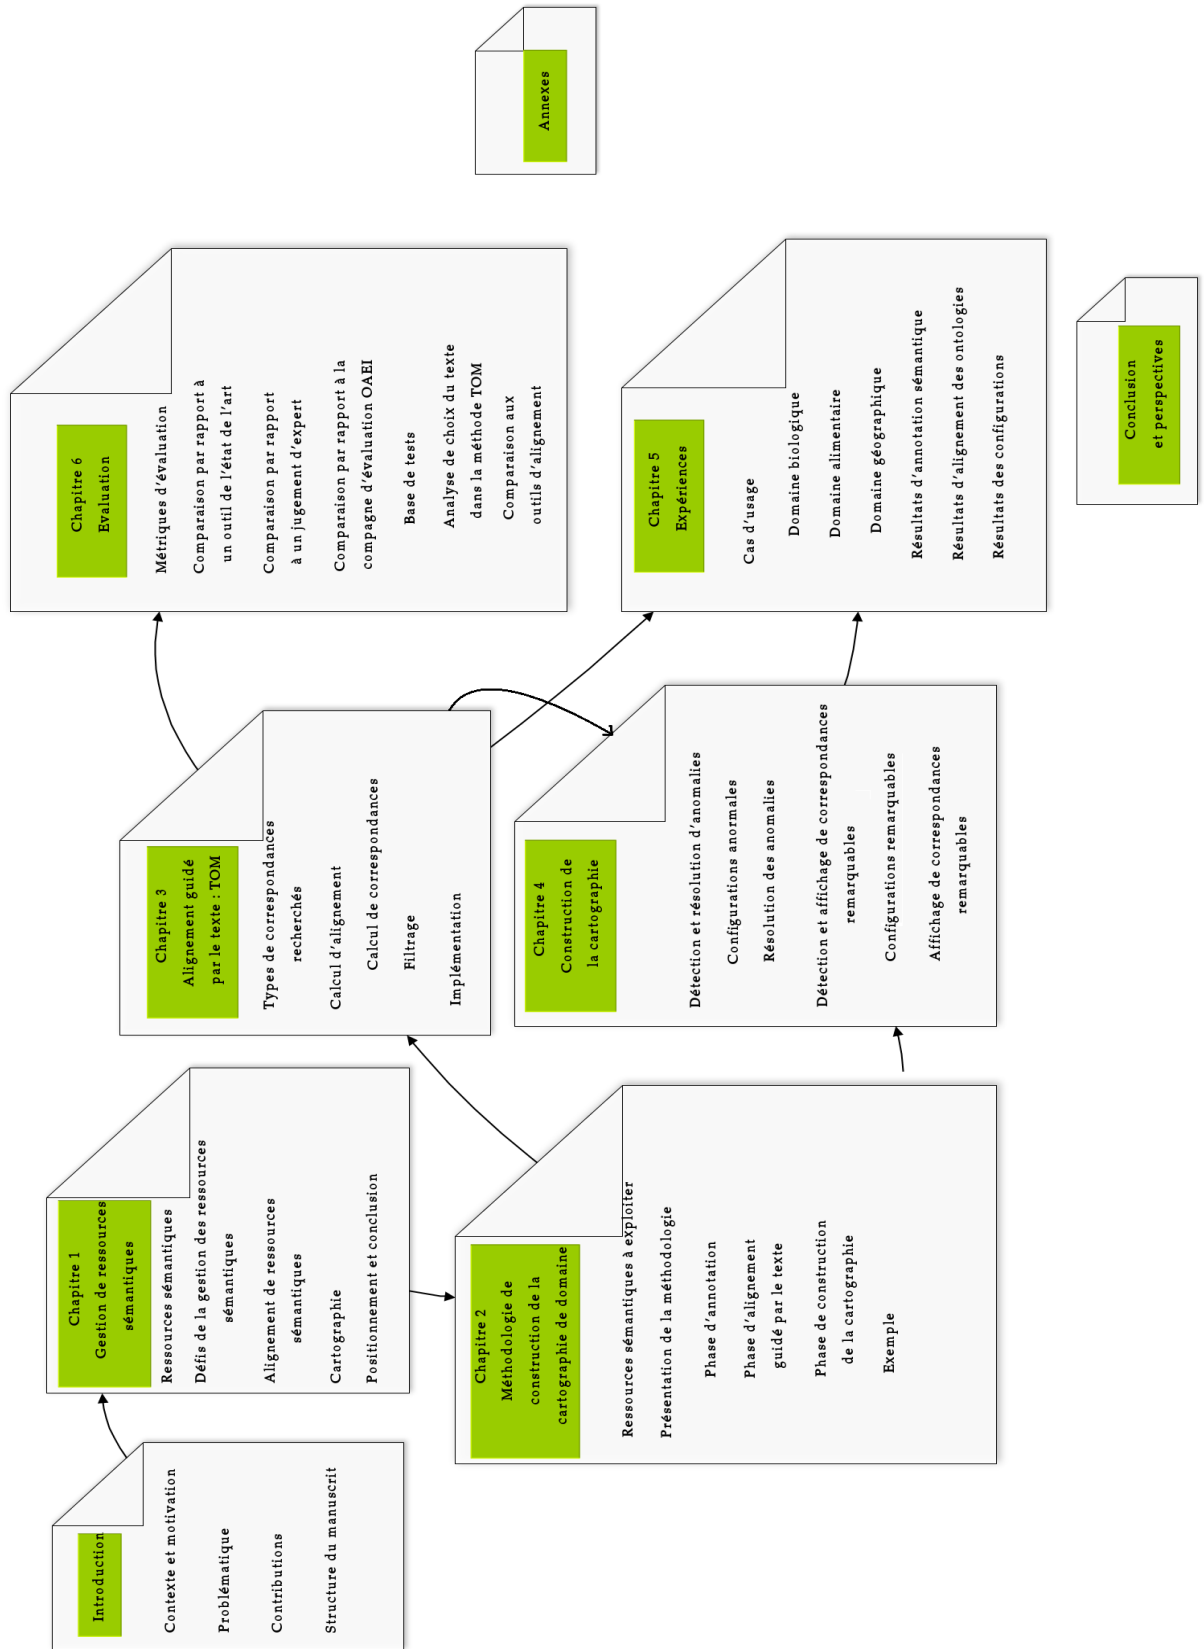 Introduction
Contexte et motivation
Problématique
Contributions
Structure du manuscrit
Chapitre 1
Gestion de ressources
sémantiques
Ressources sémantiques
Défis de la gestion des ressources
sémantiques
Alignement de ressources
sémantiques
Cartographie
Positionnement et conclusion
Chapitre 2
Méthodologie de
construction de la
cartographie de domaine
Ressources sémantiques à exploiter
Présentation de la méthodologie
Phase d'annotation
Phase d'alignement
guidé par le texte
Phase de construction
de la cartographie
Exemple
Chapitre 3
Alignement guidé
par le texte : TOM
Types de correspondances
recherchés
Calcul d'alignement
Calcul de correspondances
Filtrage
Implémentation
Chapitre 4
Construction de
la cartographie
Détection et résolution d'anomalies
Configurations anormales
Résolution des anomalies
Détection et affichage de correspondances
remarquables
Configurations remarquables
Affichage de correspondances
remarquables
Chapitre 6
Evaluation
Métriques d'évaluation
Comparaison par rapport à
un outil de l'état de l'art
Comparaison par rapport
à un jugement d'expert
Comparaison par rapport à la
compagne d'évaluation OAEI
Base de tests
Analyse de choix du texte
dans la méthode TOM
Comparaison aux
outils d'alignement
Chapitre 5
Expériences
Cas d'usage
Domaine biologique
Domaine alimentaire
Domaine géographique
Résultats d'annotation sémantique
Résultats d'alignement des ontologies
Résultats des configurations
Conclusion
et perspectives
Annexes